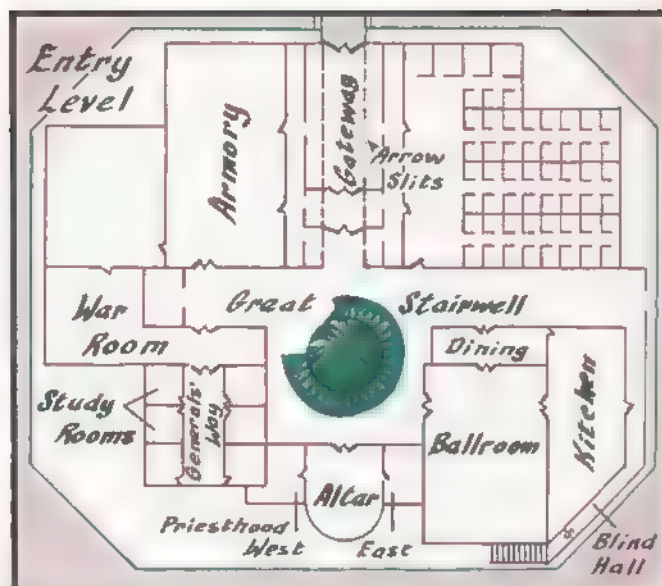 Entry
Level
Armory
Gateway
Arrow
Slits
War
Room
Great Stairwell
Dining
Study
Rooms
Generals'
Way
Ballroom
Kitchen
Altar
Priesthood
West East
Blind
Hall
S